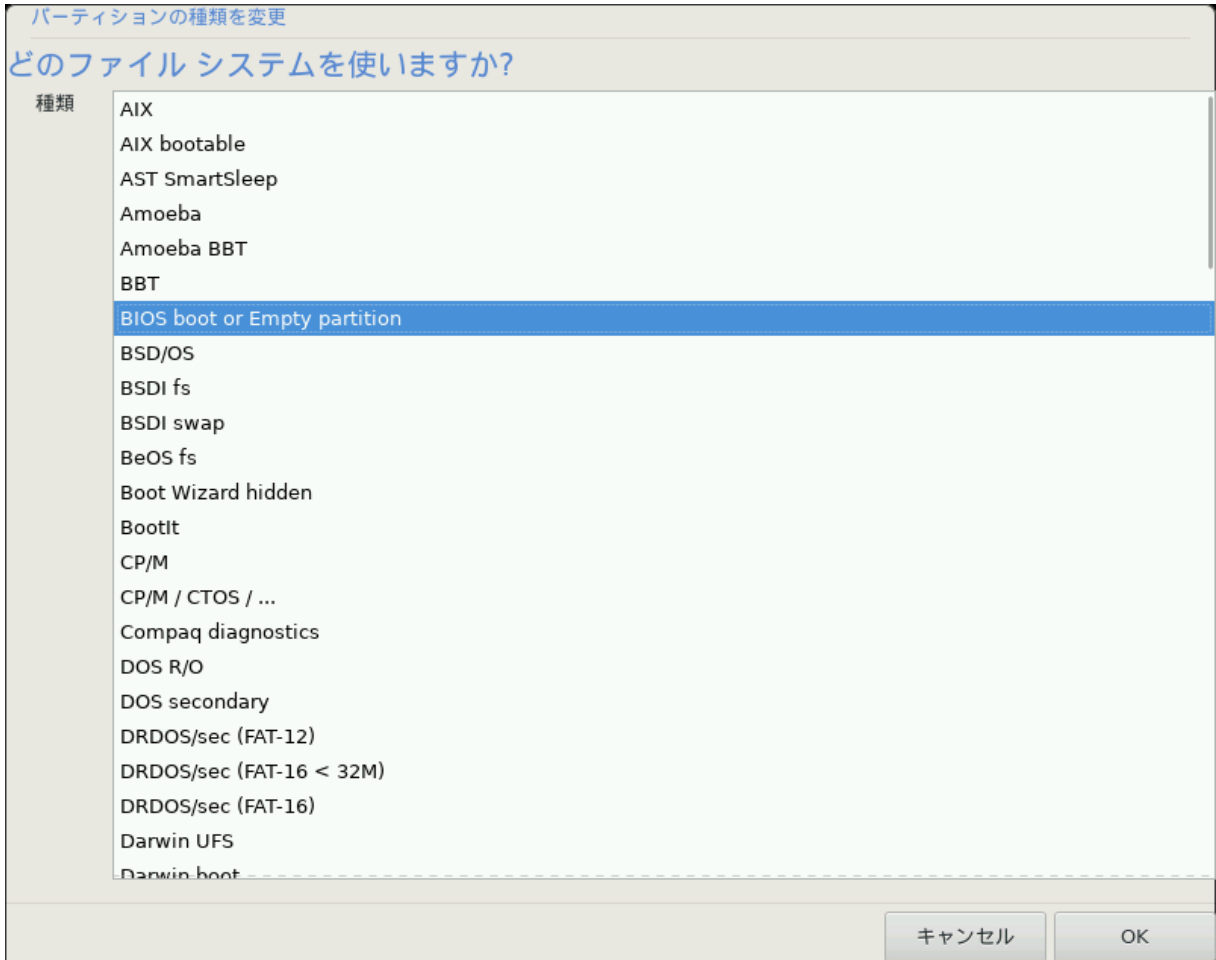 パーティションの種類を変更
どのファイル システムを使いますか?
種類
AIX
AIX bootable
AST SmartSleep
Amoeba
Amoeba BBT
BBT
BIOS boot or Empty partition
BSD/OS
BSDI fs
BSDI swap
BeOS fs
Boot Wizard hidden
BootIt
CP/M
CP/M / CTOS / ...
Compaq diagnostics
DOS R/O
DOS secondary
DRDOS/sec (FAT-12)
DRDOS/sec (FAT-16 < 32M)
DRDOS/sec (FAT-16)
Darwin UFS
Darwin boot
キャンセル
OK